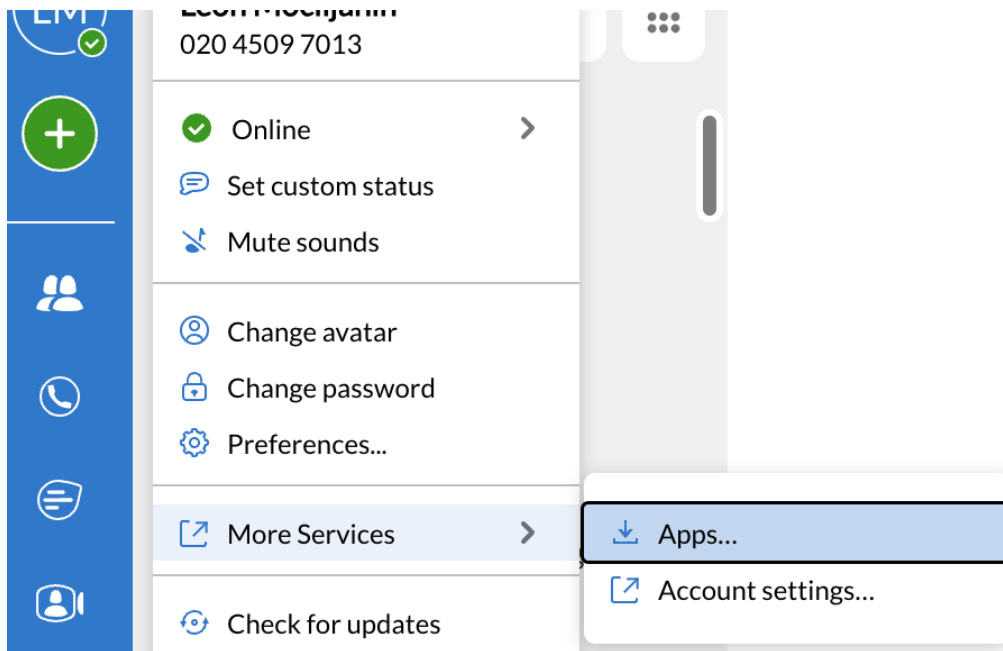 020 4509 7013
Online
Set custom status
Mute sounds
Change avatar
Change password
Preferences...
More Services
Apps...
Account settings...
Check for updates